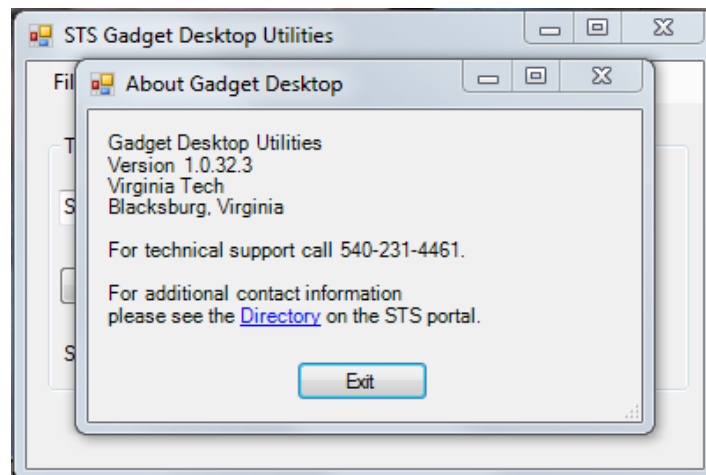 STS Gadget Desktop Utilities
About Gadget Desktop
Gadget Desktop Utilities
Version 1.0.32.3
Virginia Tech
Blacksburg, Virginia
For technical support call 540-231-4461.
For additional contact information
please see the Directory on the STS portal.
Exit